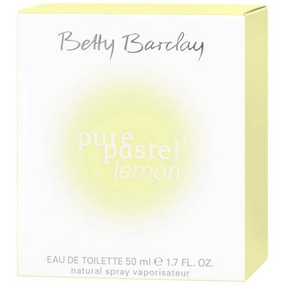 Betty Barclay
pure
pastel
lemon
EAU DE TOILETTE 50 ml ℮ 1.7 FL. OZ.
natural spray vaporisateur